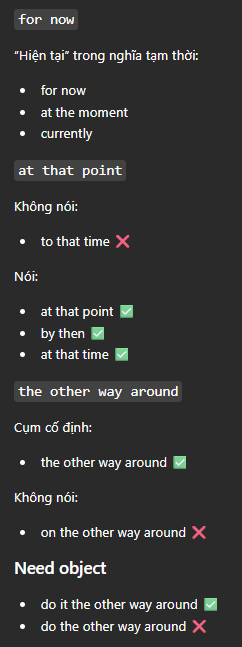 for now
“Hiện tại” trong nghĩa tạm thời:
• for now
• at the moment
• currently
at that point
Không nói:
• to that time ❌
Nói:
• at that point ✅
• by then ✅
• at that time ✅
the other way around
Cụm cố định:
• the other way around ✅
Không nói:
• on the other way around ❌
Need object
• do it the other way around ✅
• do the other way around ❌